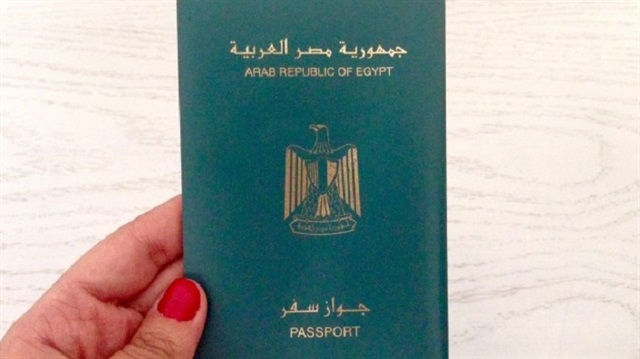 جمهورية مصر العربية
ARAB REPUBLIC OF EGYPT
جواز سفر
PASSPORT